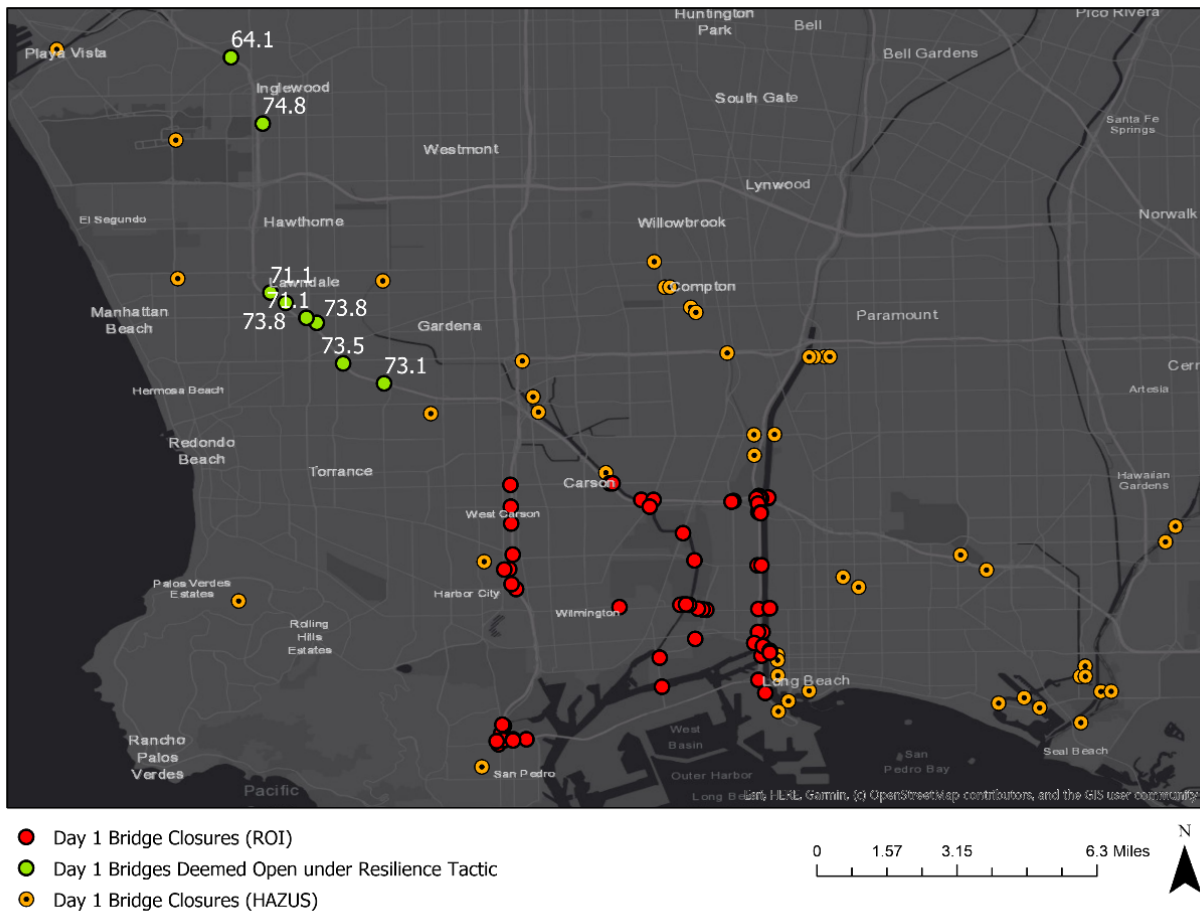 Huntington
Park
Bell
Pico Rivera
64.1
Playa Vista
Bell Gardens
Inglewood
74.8
South Gate
Santa Fe
Springs
Westmont
Lynwood
El Segundo
Hawthorne
Willowbrook
Norwalk
71.1
Lawndale
Compton
71.1
73.8
Manhattan
Beach
73.8
Gardena
Paramount
73.5
73.1
Cerr
Hermosa Beach
Artesia
Redondo
Beach
Torrance
Carson
Hawaiian
Gardens
West Carson
Palos Verdes
Estates
Harbor City
Wilmington
Rolling
Hills
Estates
Long Beach
Rancho
Palos
Verdes
West
Basin
Seal Beach
San
Pedro Bay
San Pedro
Outer Harbor
Pacific
Long Bea
Esri, HERE, Garmin, (c) OpenStreetMap contributors, and the GIS user community
Day 1 Bridge Closures (ROI)
Day 1 Bridges Deemed Open under Resilience Tactic
Day 1 Bridge Closures (HAZUS)
0 1.57 3.15 6.3 Miles
N